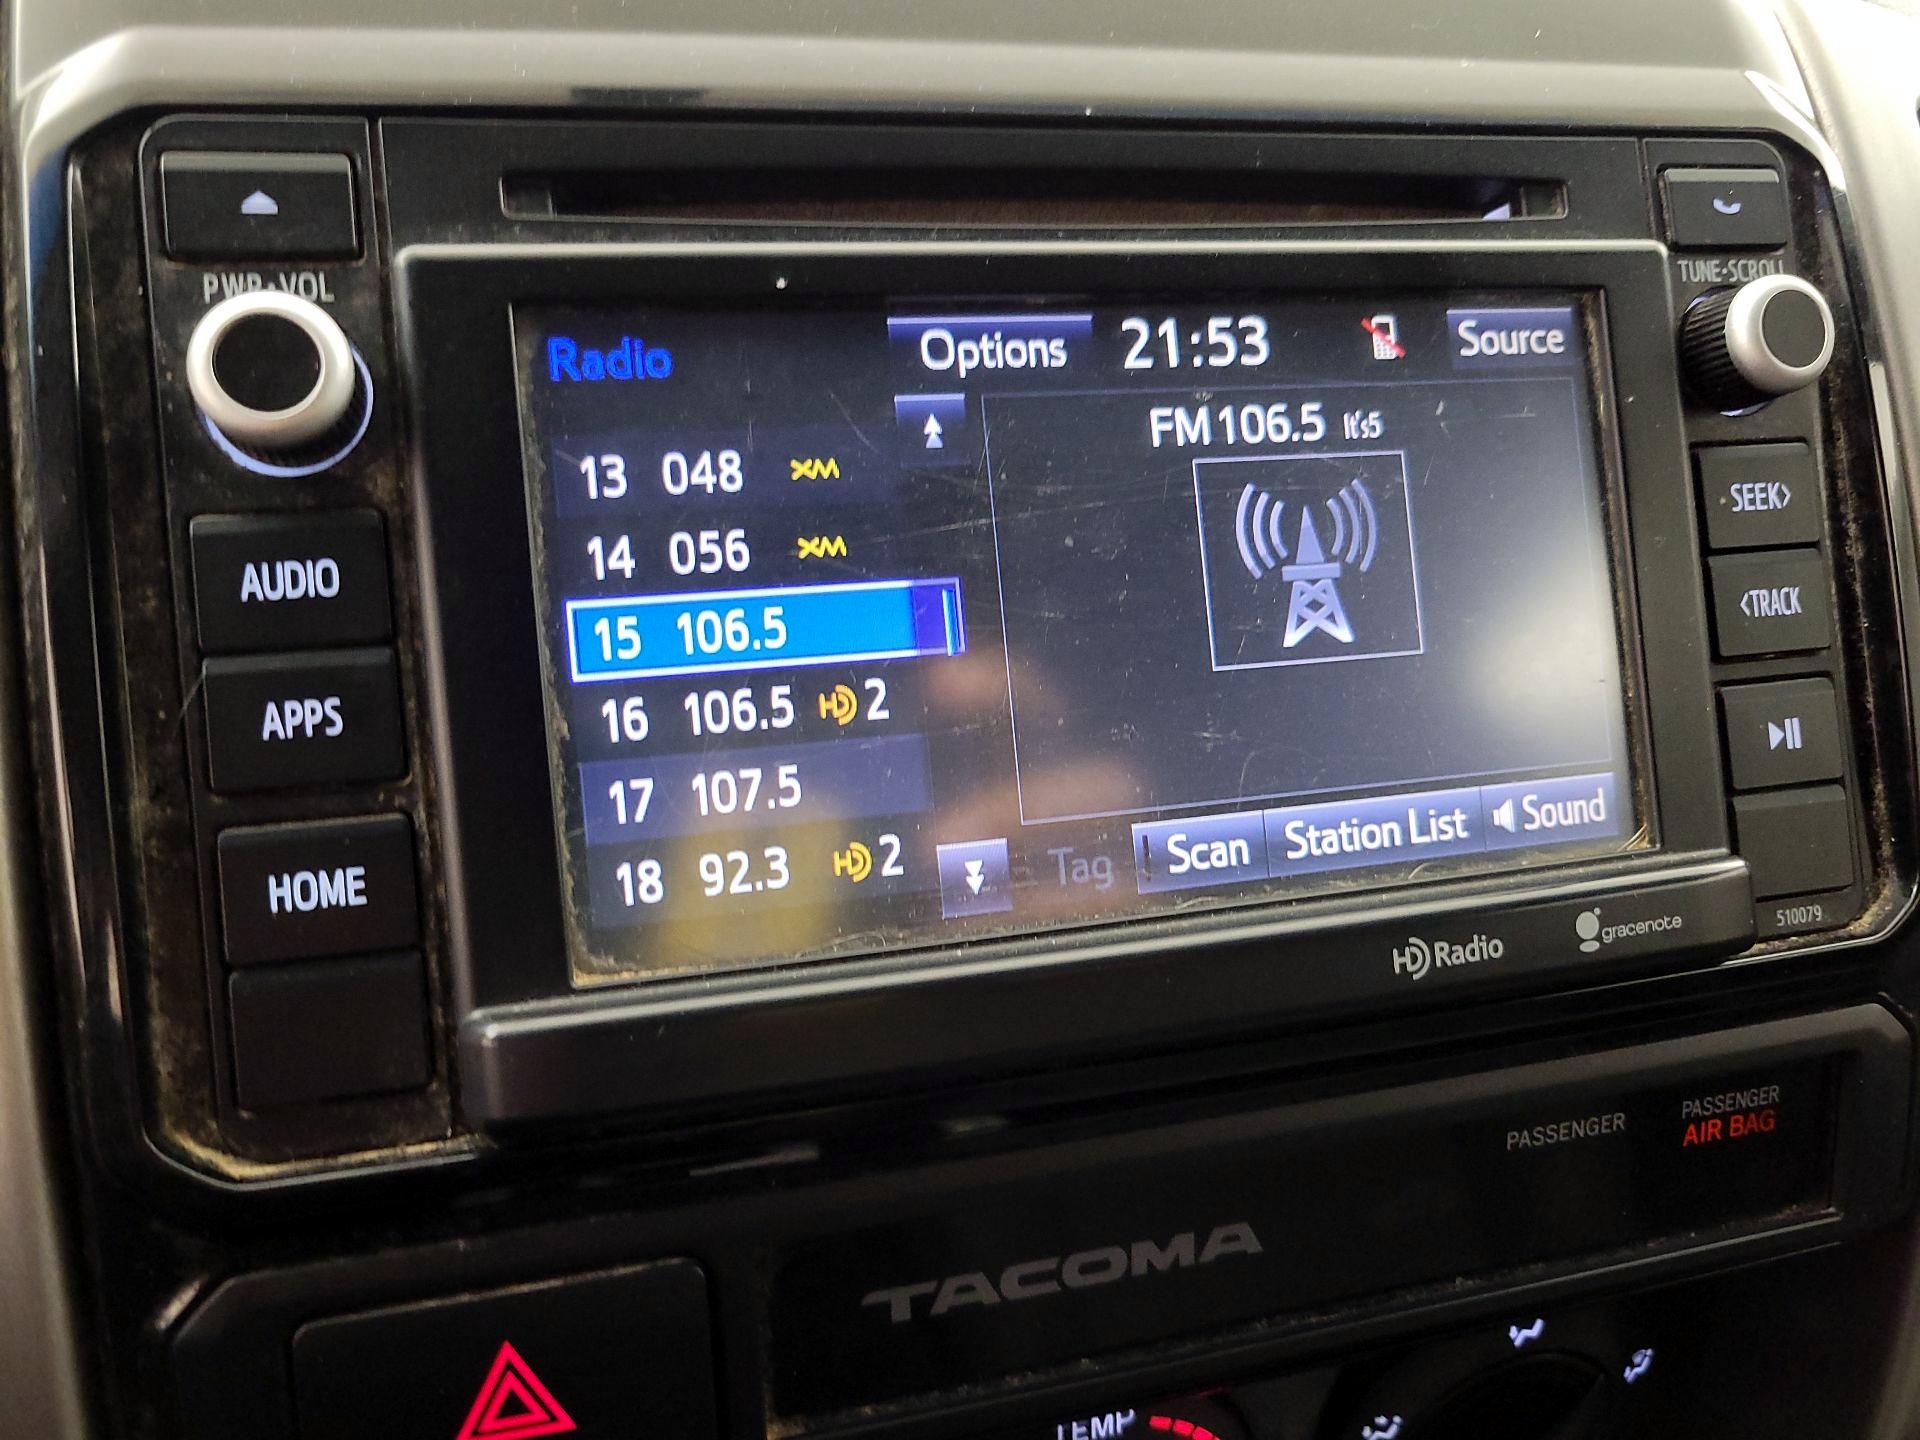 PWR•VOL
TUNE•SCROLL
Radio
Options
21:53
Source
FM 106.5 It's5
13 048 XM
14 056 XM
15 106.5
16 106.5 HD 2
17 107.5
18 92.3 HD 2
Tag
Scan
Station List
Sound
AUDIO
APPS
HOME
SEEK>
<TRACK
510079
HD Radio
gracenote
PASSENGER
PASSENGER
AIR BAG
TACOMA
TEMP